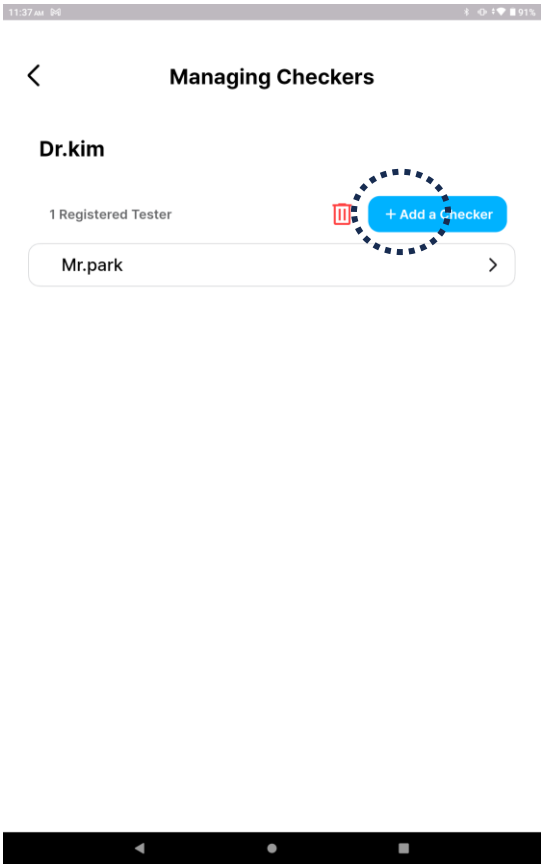 11:37 AM 91%
Managing Checkers
Dr.kim
1 Registered Tester
+ Add a Checker
Mr.park